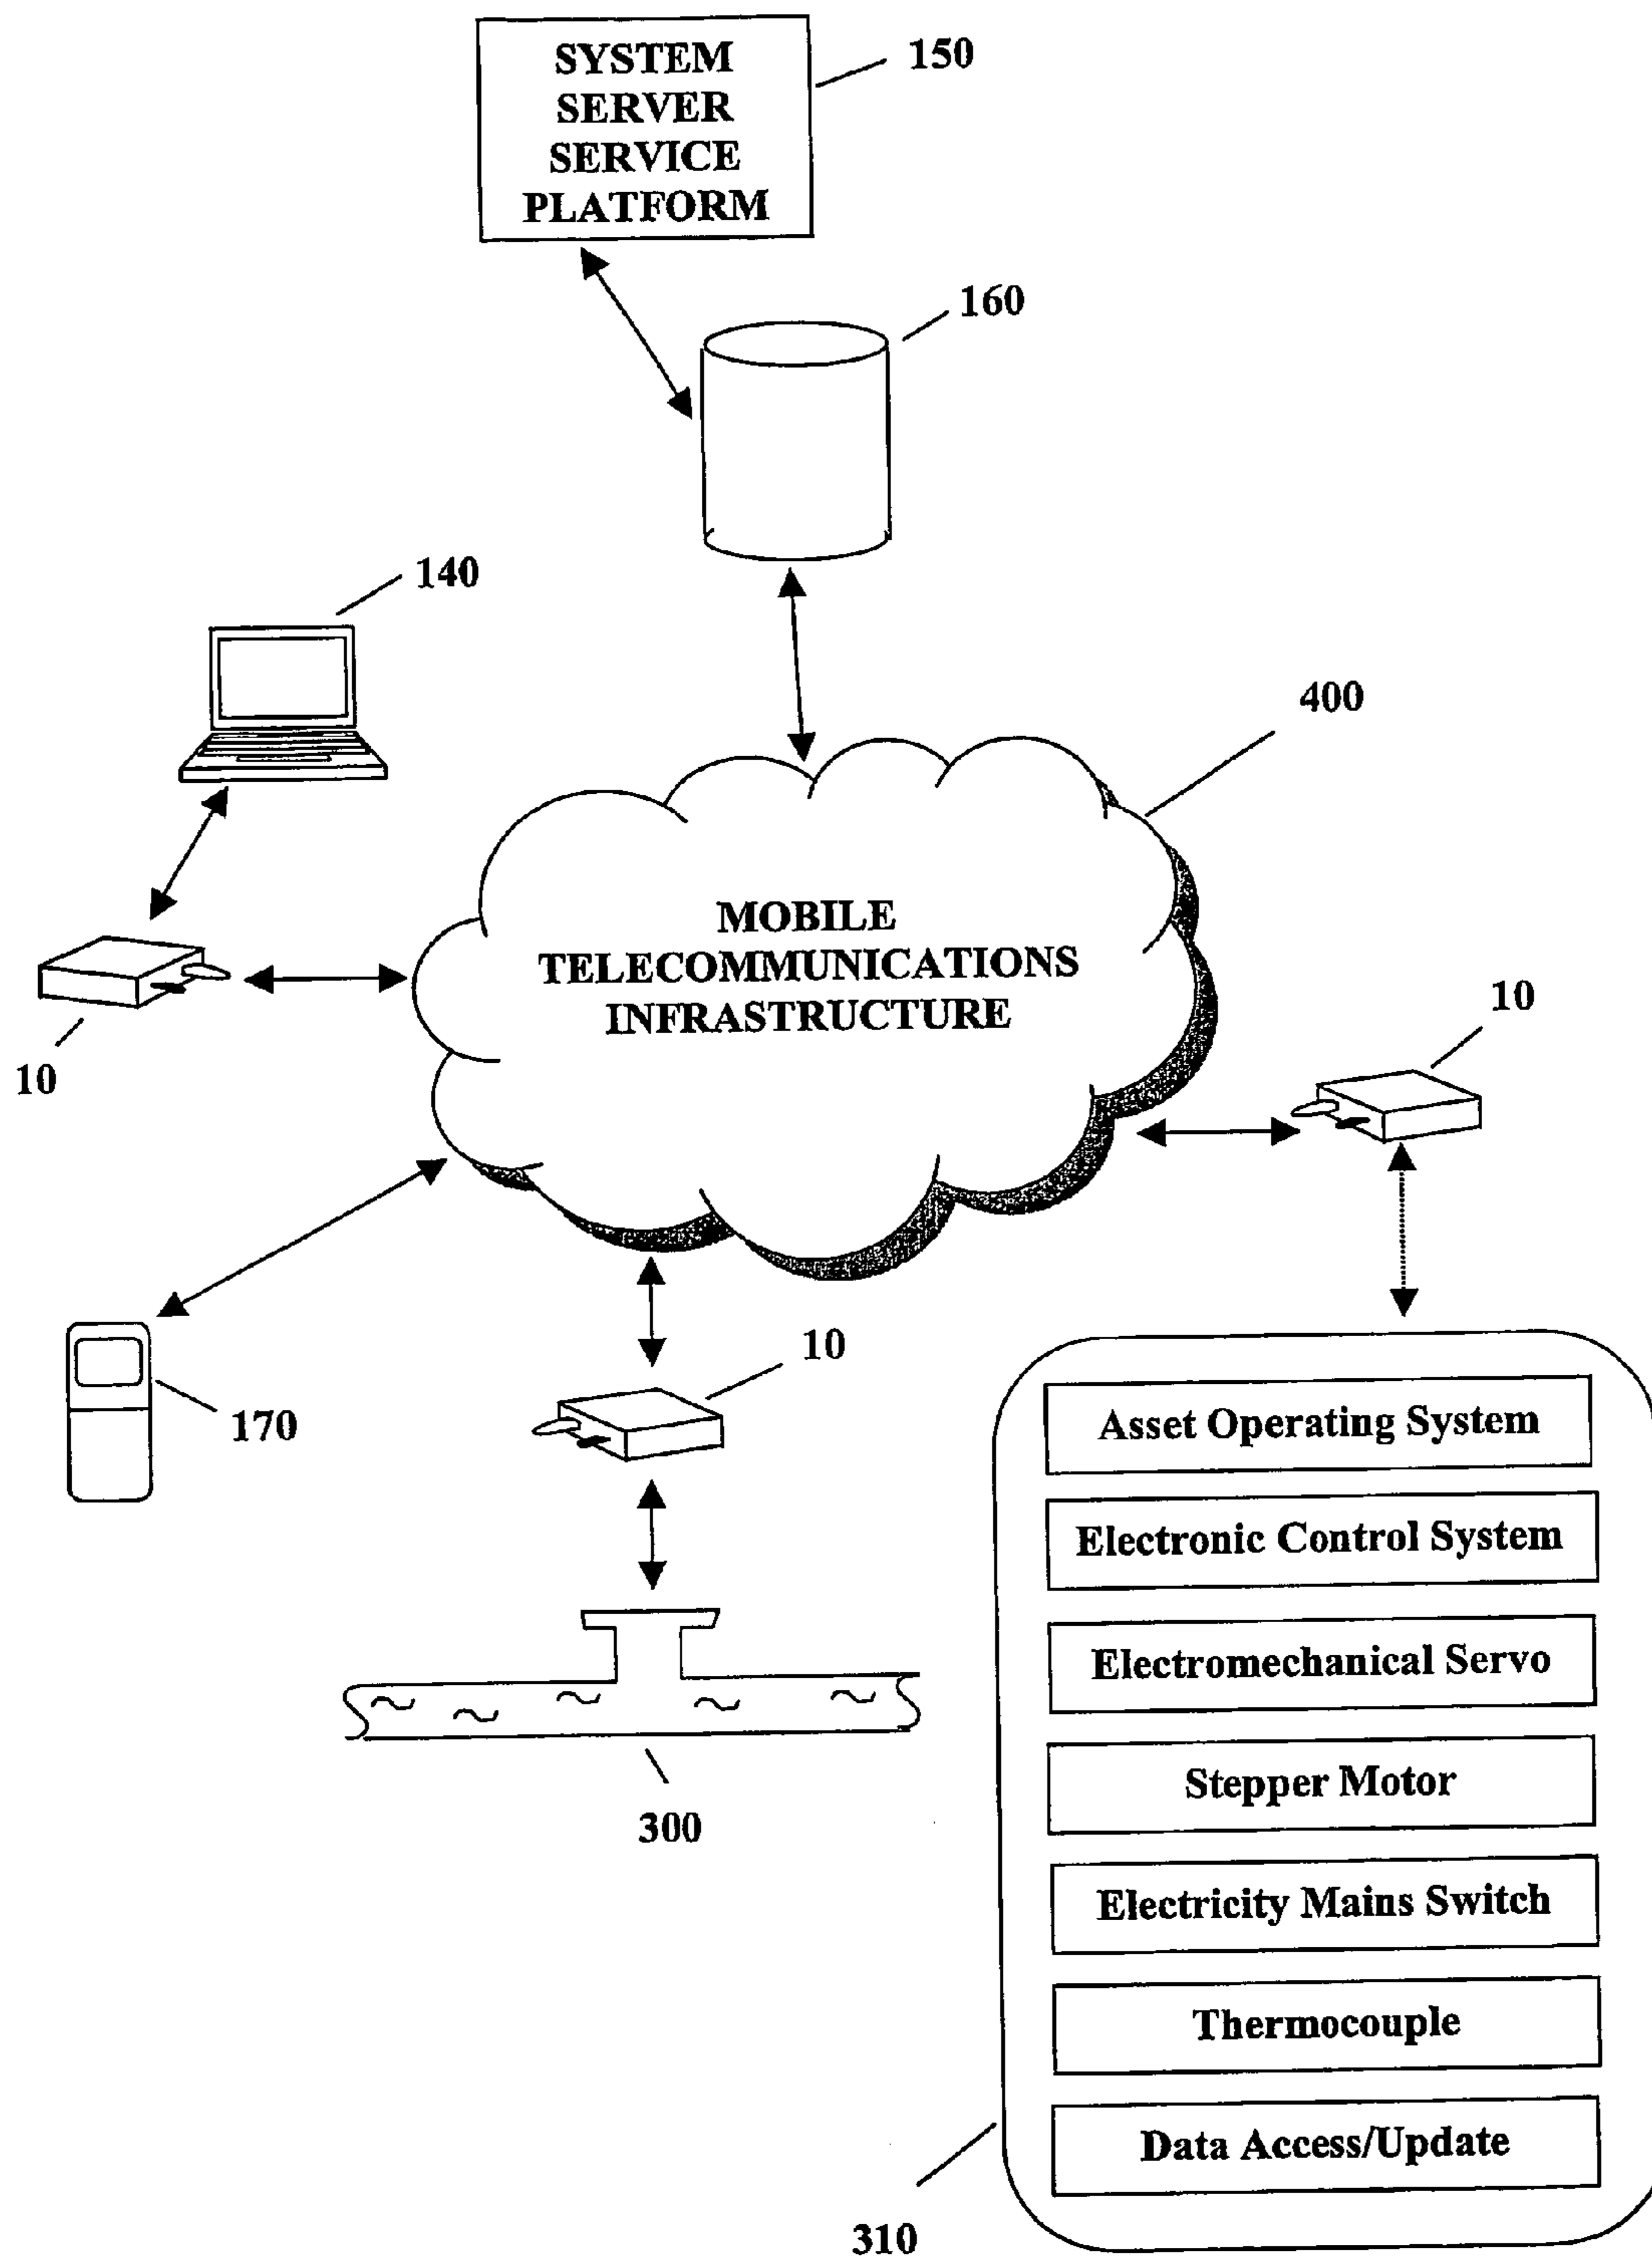 SYSTEM
SERVER
SERVICE
PLATFORM
150
160
140
400
MOBILE
TELECOMMUNICATIONS
INFRASTRUCTURE
10
10
10
170
Asset Operating System
Electronic Control System
Electromechanical Servo
Stepper Motor
300
Electricity Mains Switch
Thermocouple
Data Access/Update
310